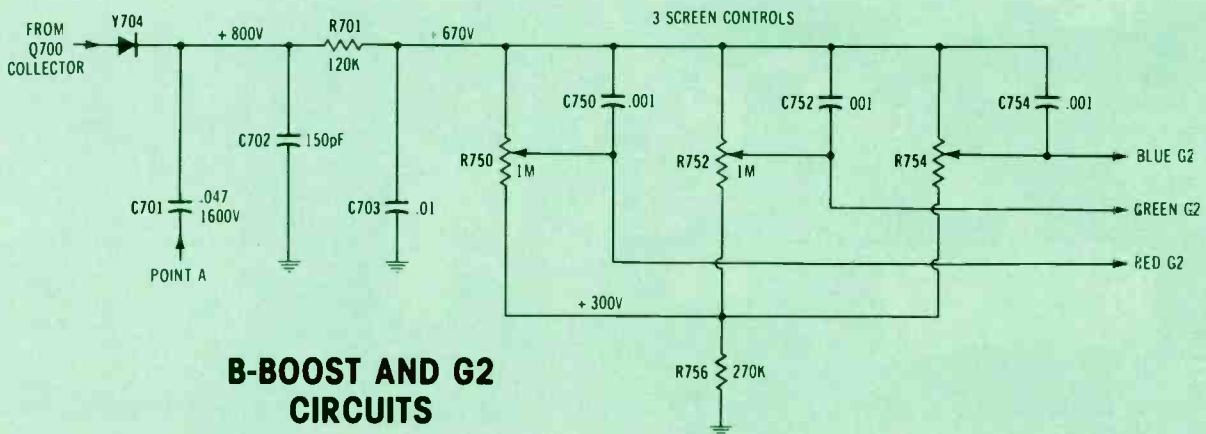 FROM
Q700
COLLECTOR
Y704
+ 800V
R701
120K
+ 670V
3 SCREEN CONTROLS
C702
150pF
C701
.047
1600V
POINT A
C703
.01
R750
1M
C750
.001
R752
1M
C752
001
R754
C754
.001
BLUE G2
GREEN G2
RED G2
+ 300V
R756
270K
B-BOOST AND G2
CIRCUITS